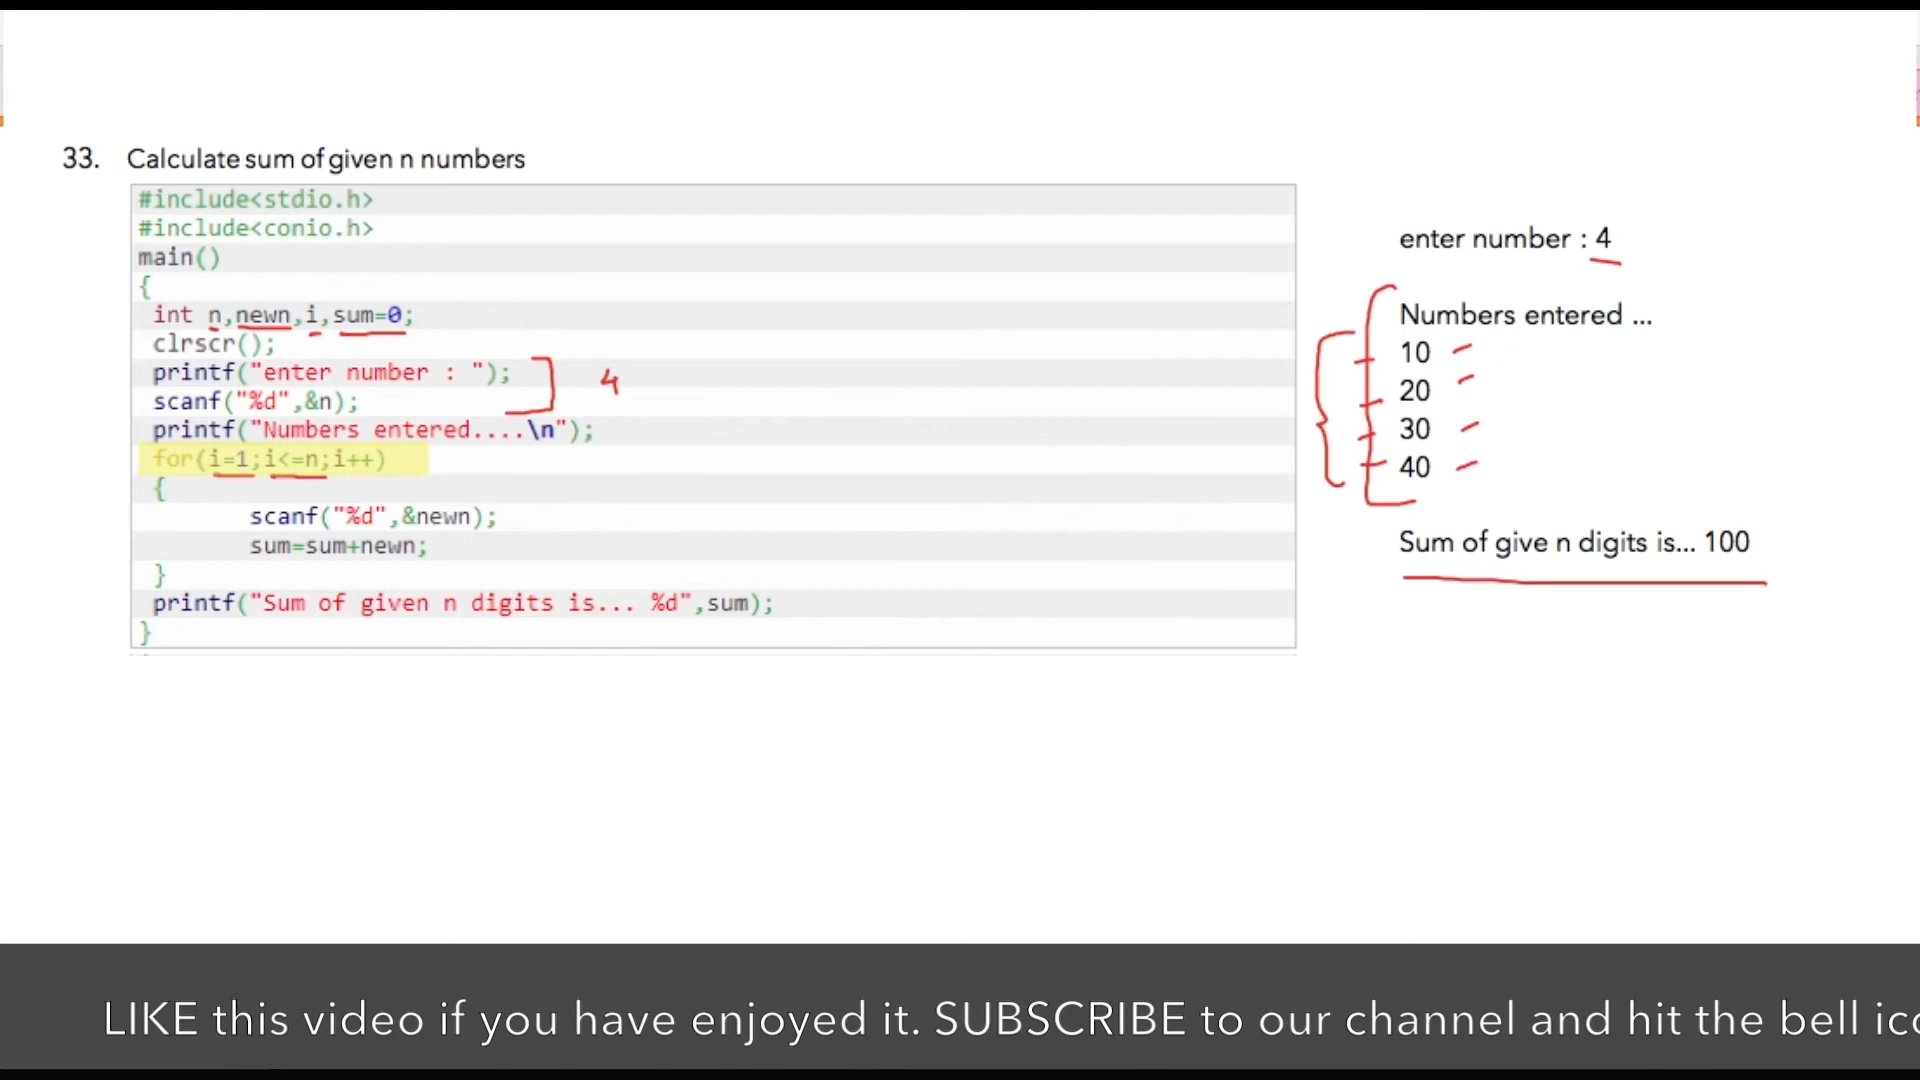 33. Calculate sum of given n numbers
#include<stdio.h>
#include<conio.h>
main()
{
int n,newn,i,sum=0;
clrscr();
printf("enter number : ");
scanf("%d",&n);
4
printf("Numbers entered....\n");
for(i=1;i<=n;i++)
{
scanf("%d",&newn);
sum=sum+newn;
}
printf("Sum of given n digits is... %d",sum);
}
enter number : 4
Numbers entered ...
10
20
30
40
Sum of give n digits is... 100
LIKE this video if you have enjoyed it. SUBSCRIBE to our channel and hit the bell